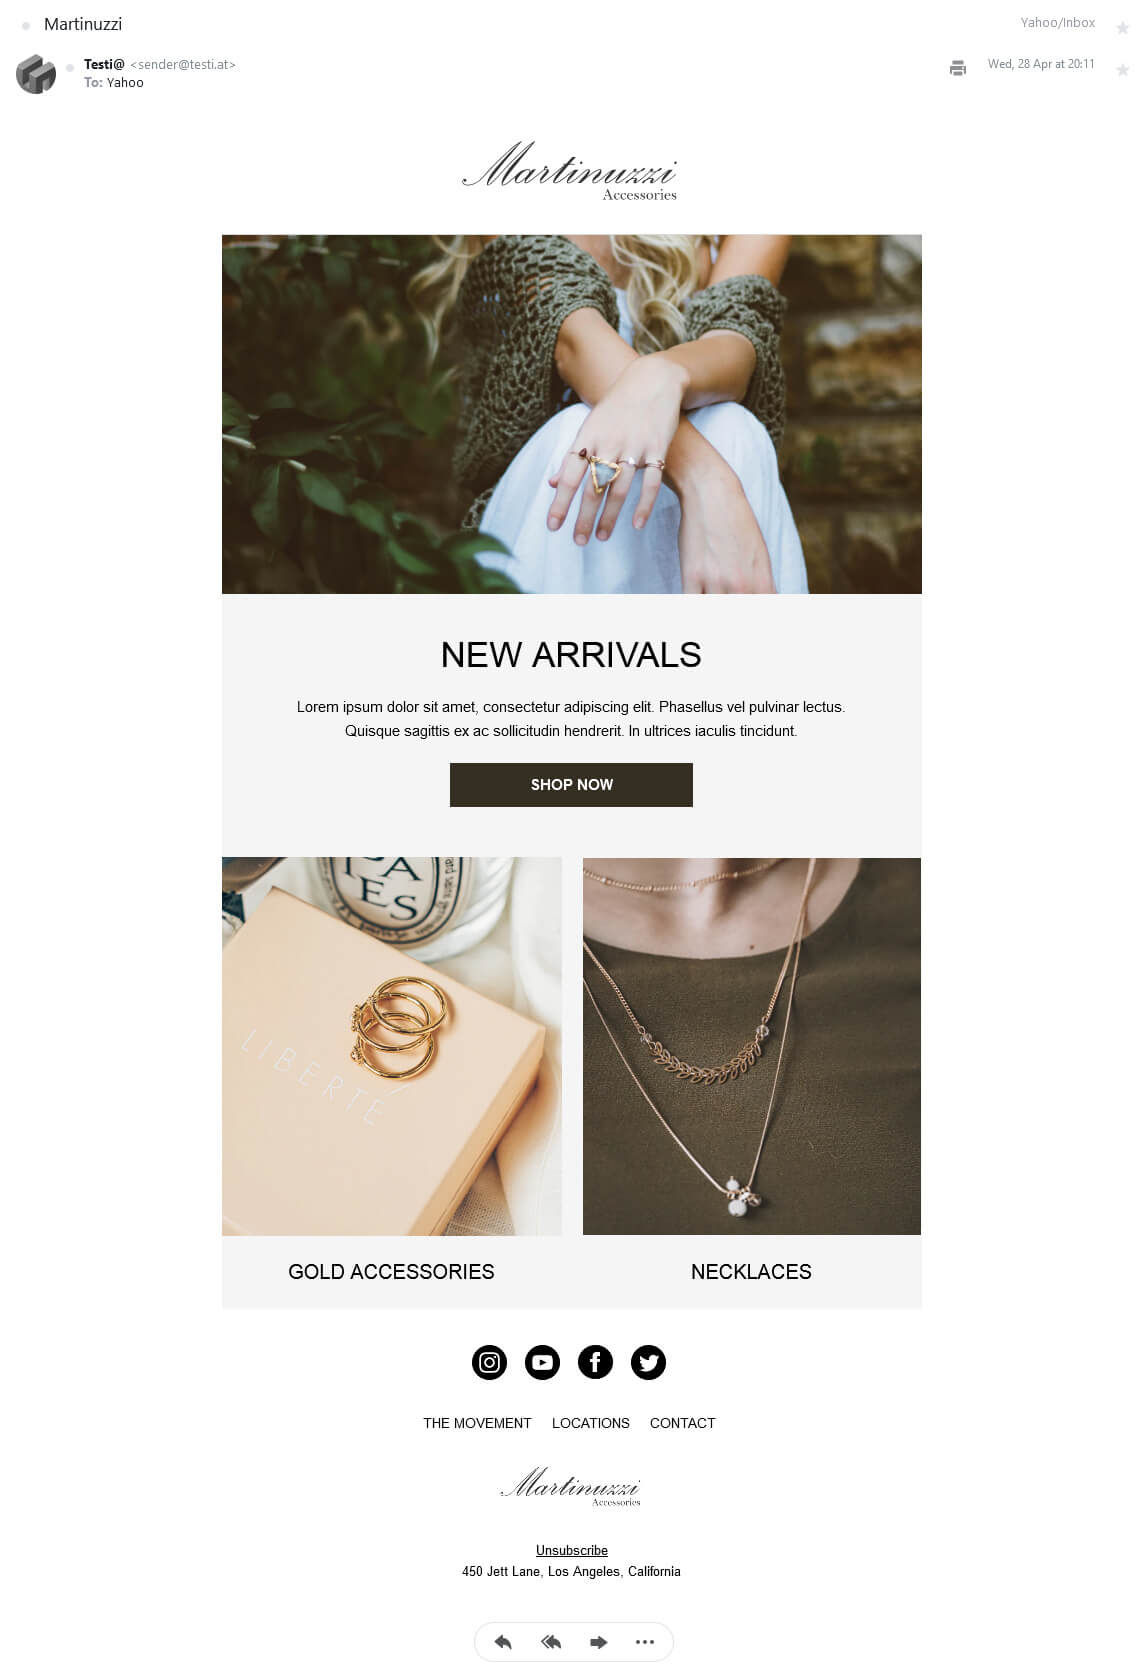 Martinuzzi
Yahoo/Inbox
Testi@ <sender@testi.at>
Wed, 28 Apr at 20:11
To: Yahoo
Martinuzzi
Accessories
NEW ARRIVALS
Lorem ipsum dolor sit amet, consectetur adipiscing elit. Phasellus vel pulvinar lectus.
Quisque sagittis ex ac sollicitudin hendrerit. In ultrices iaculis tincidunt.
SHOP NOW
AES
LIBERTÉ
GOLD ACCESSORIES
NECKLACES
THE MOVEMENT LOCATIONS CONTACT
Martinuzzi
Accessories
Unsubscribe
450 Jett Lane, Los Angeles, California